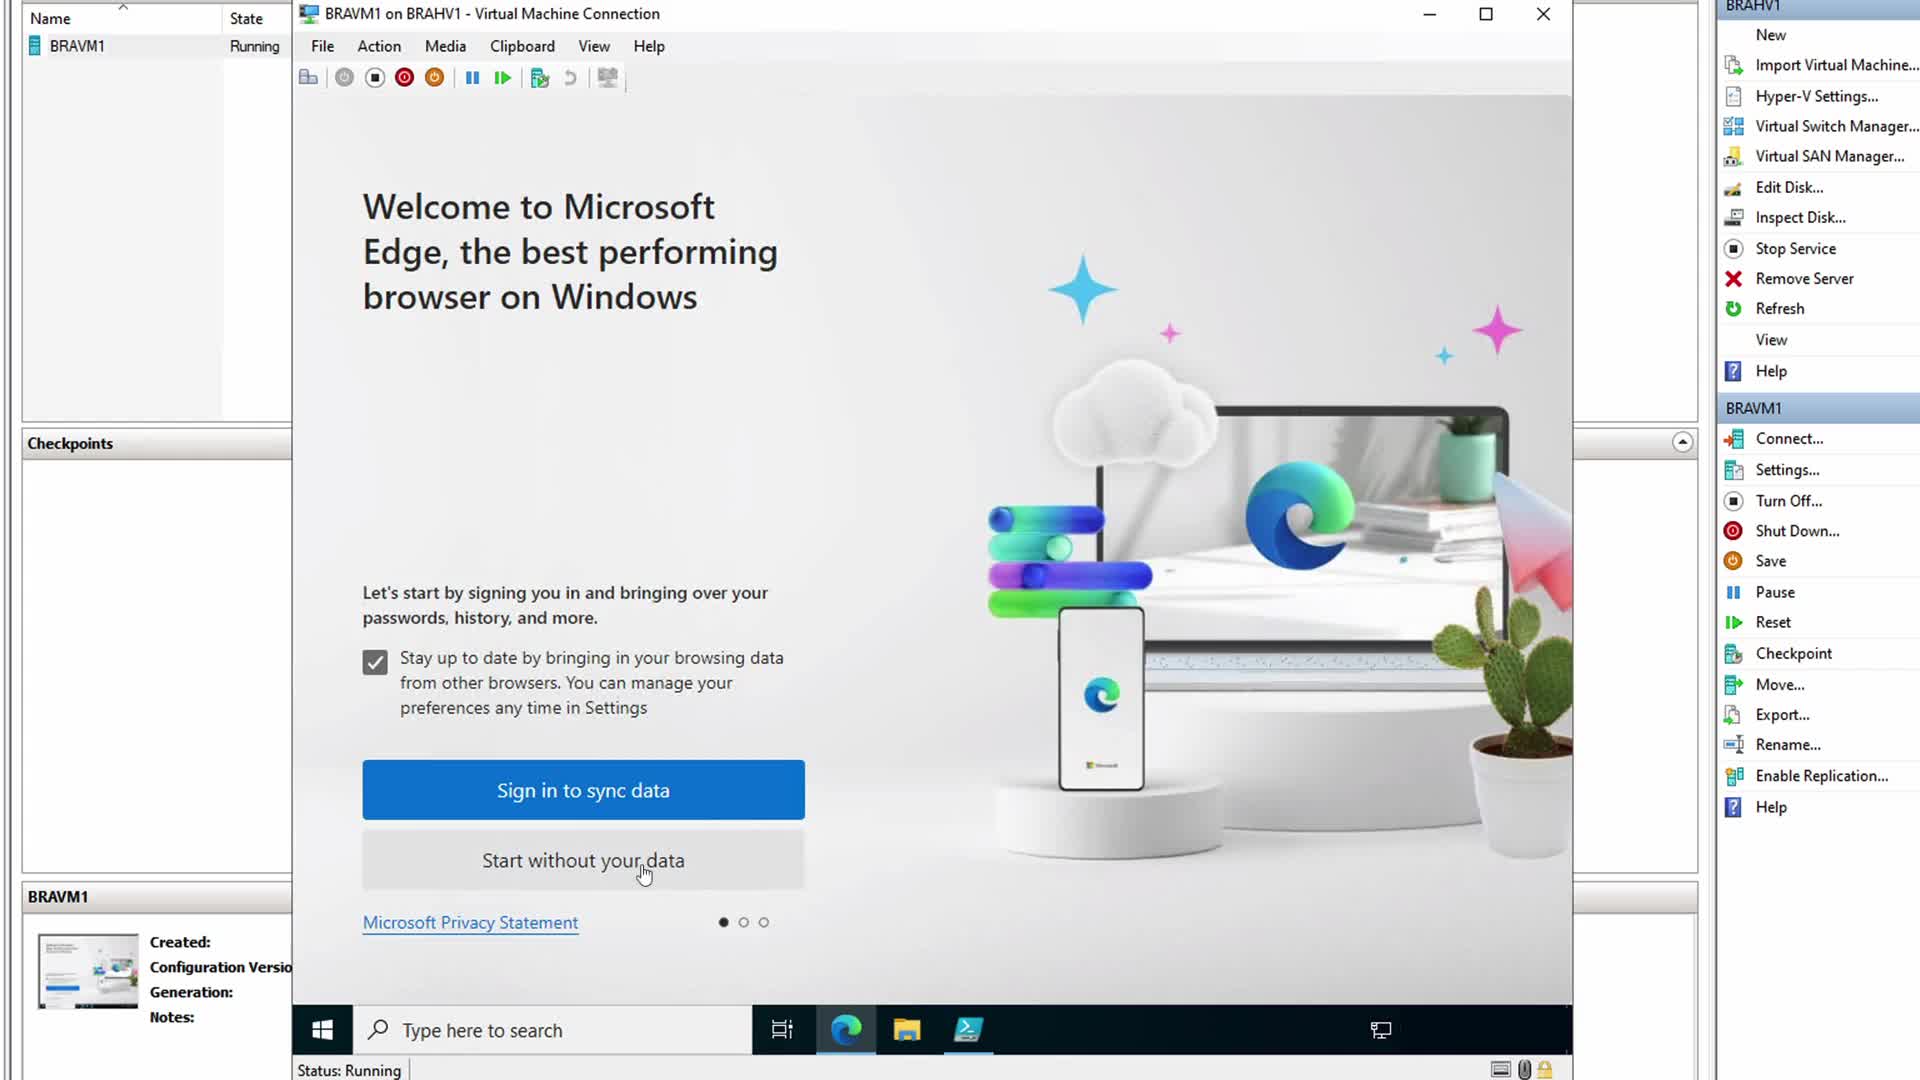 Name
State
BRAVM1
Running
Checkpoints
BRAVM1
Created:
Configuration Versio
Generation:
Notes:
BRAVM1 on BRAHV1 - Virtual Machine Connection
File
Action
Media
Clipboard
View
Help
Welcome to Microsoft
Edge, the best performing
browser on Windows
Let's start by signing you in and bringing over your
passwords, history, and more.
Stay up to date by bringing in your browsing data
from other browsers. You can manage your
preferences any time in Settings
Sign in to sync data
Start without your data
Microsoft Privacy Statement
Microsoft
Type here to search
Status: Running
BRAHV1
New
Import Virtual Machine...
Hyper-V Settings...
Virtual Switch Manager...
Virtual SAN Manager...
Edit Disk...
Inspect Disk...
Stop Service
Remove Server
Refresh
View
Help
BRAVM1
Connect...
Settings...
Turn Off...
Shut Down...
Save
Pause
Reset
Checkpoint
Move...
Export...
Rename...
Enable Replication...
Help